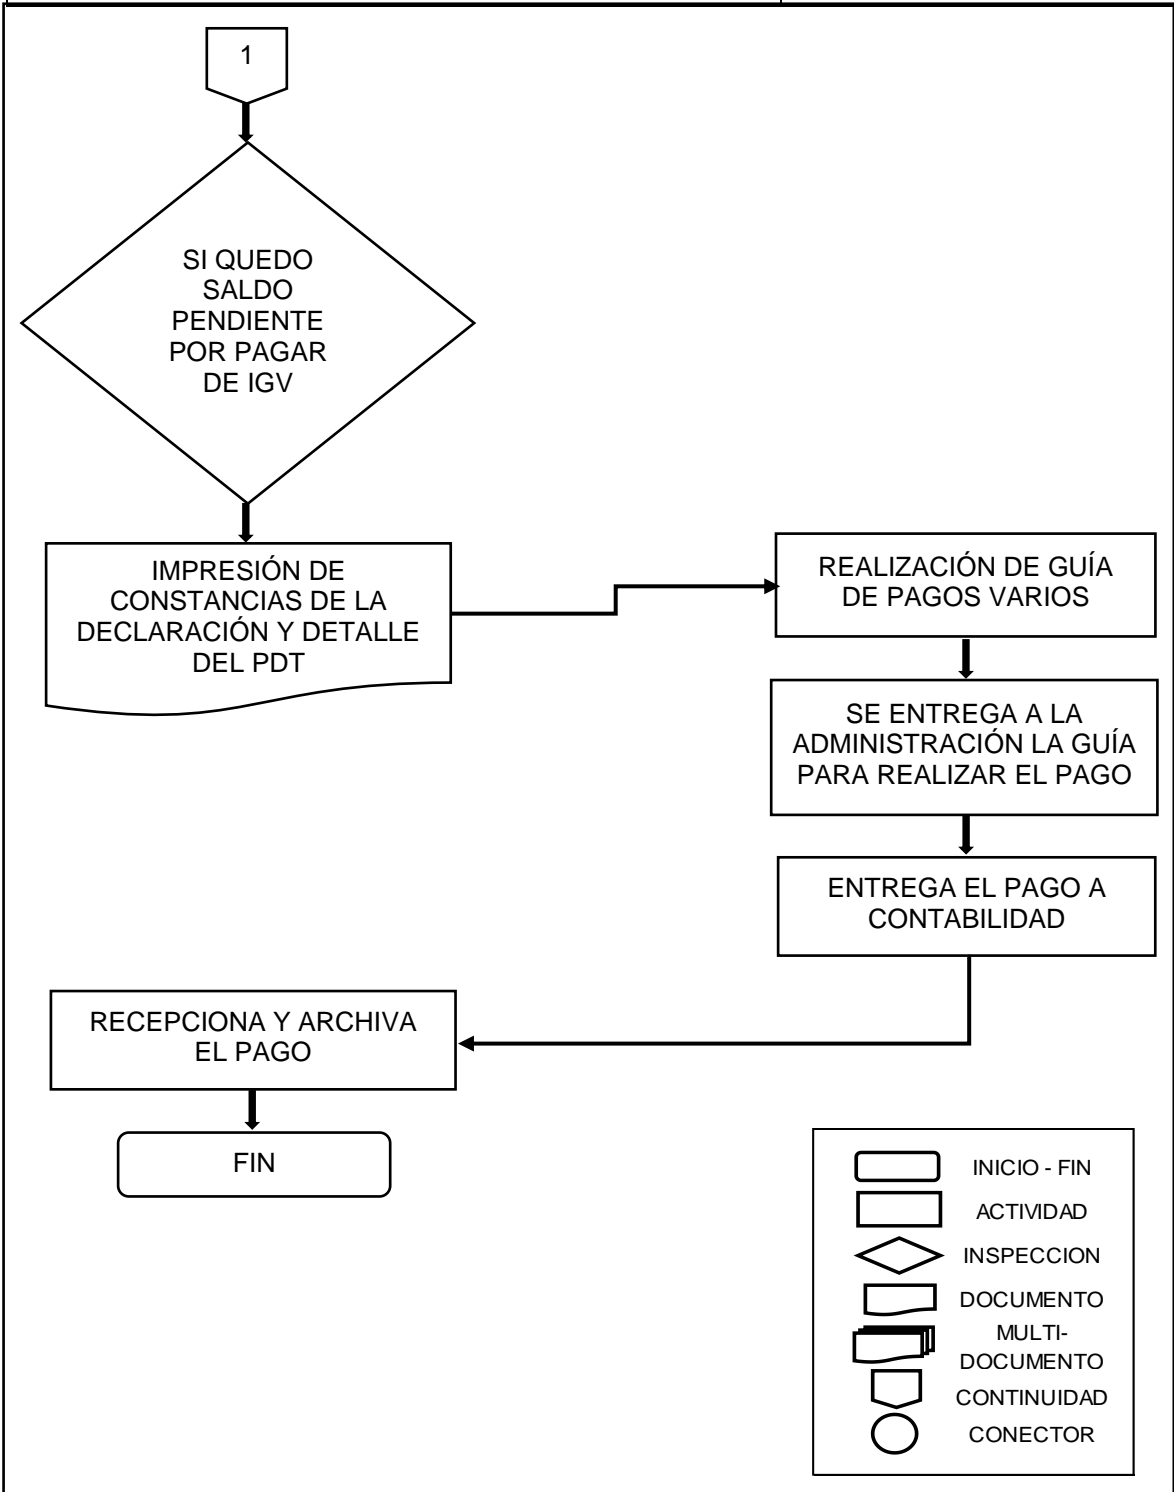 1
SI QUEDO
SALDO
PENDIENTE
POR PAGAR
DE IGV
IMPRESIÓN DE
CONSTANCIAS DE LA
DECLARACIÓN Y DETALLE
DEL PDT
REALIZACIÓN DE GUÍA
DE PAGOS VARIOS
SE ENTREGA A LA
ADMINISTRACIÓN LA GUÍA
PARA REALIZAR EL PAGO
ENTREGA EL PAGO A
CONTABILIDAD
RECEPCIONA Y ARCHIVA
EL PAGO
FIN
INICIO - FIN
ACTIVIDAD
INSPECCION
DOCUMENTO
MULTI-
DOCUMENTO
CONTINUIDAD
CONECTOR